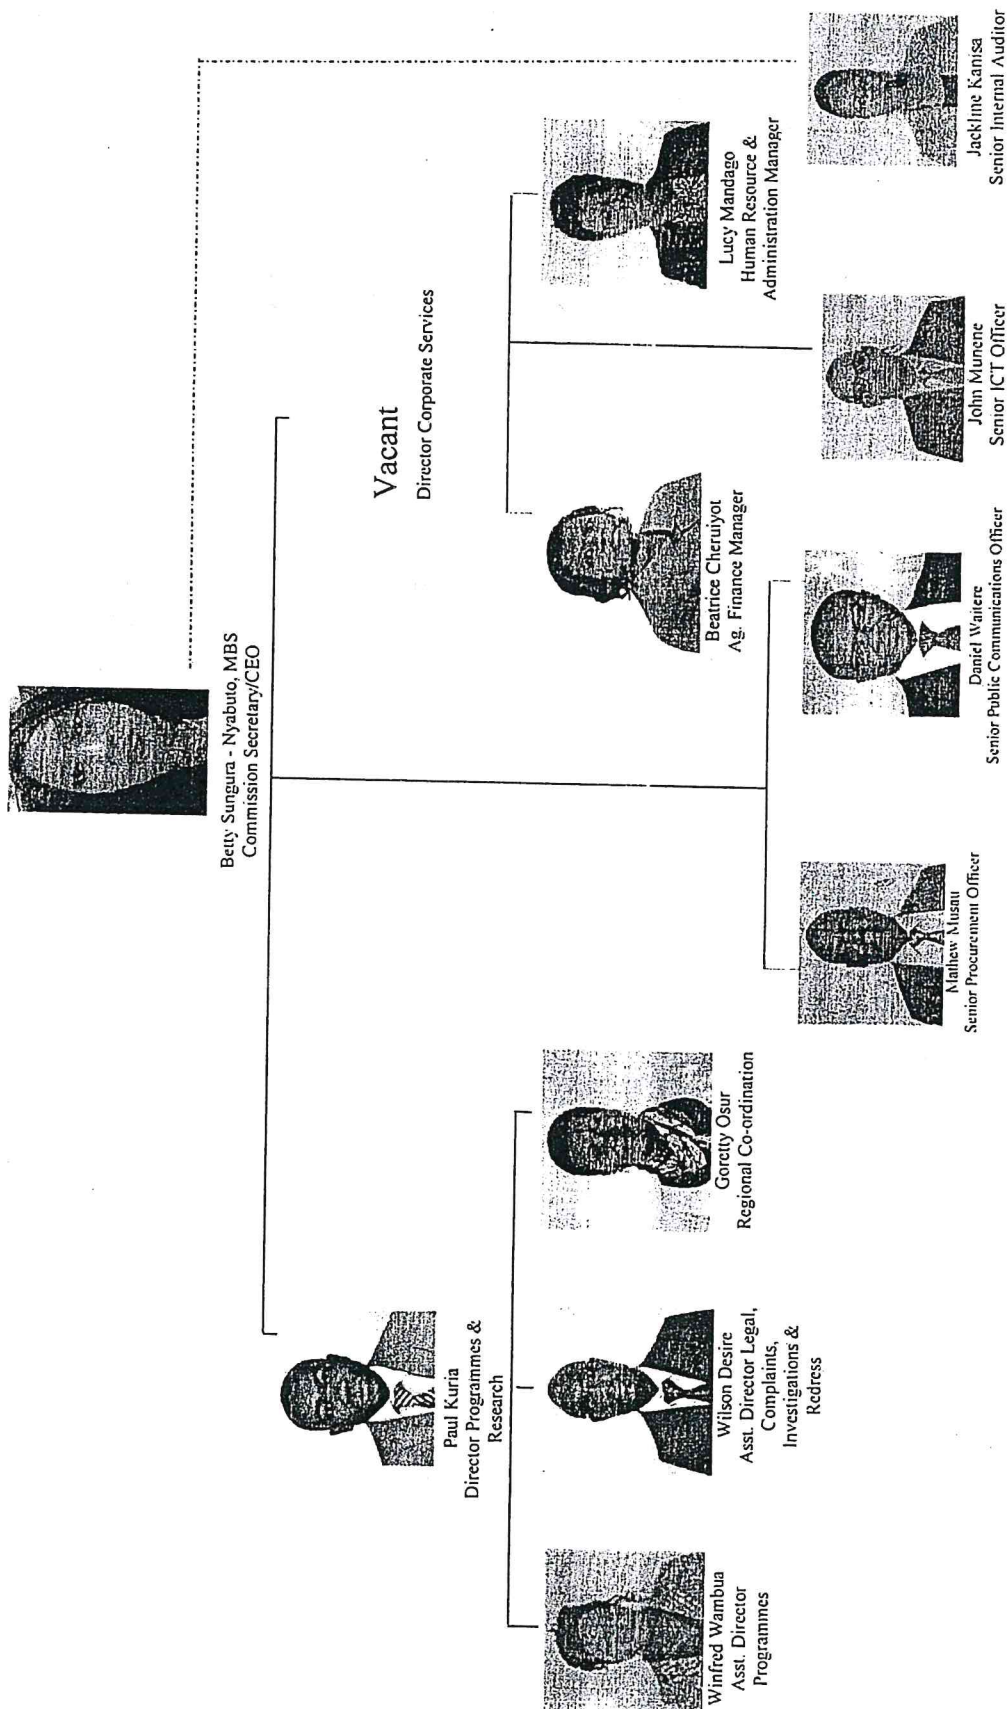 Betty Sungura - Nyabuto, MBS
Commission Secretary/CEO
Paul Kuria
Director Programmes &
Research
Vacant
Director Corporate Services
Winfred Wambua
Asst. Director
Programmes
Wilson Desire
Asst. Director Legal,
Complaints,
Investigations &
Redress
Goretty Osur
Regional Co-ordination
Beatrice Cheruiyot
Ag. Finance Manager
Lucy Mandago
Human Resource &
Administration Manager
Mathew Musau
Senior Procurement Officer
Daniel Waitere
Senior Public Communications Officer
John Munene
Senior ICT Officer
Jackline Kanisa
Senior Internal Auditor